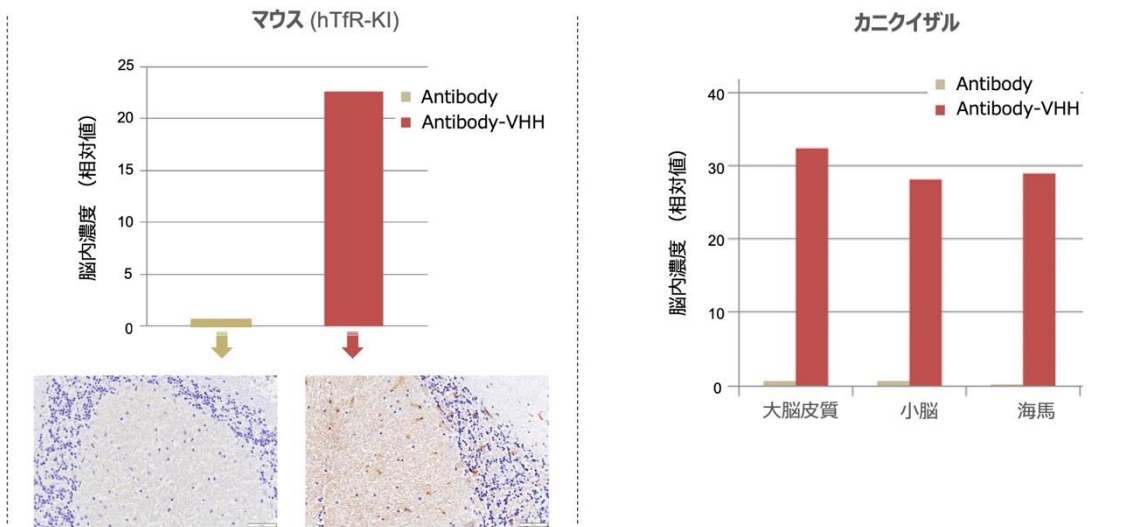 マウス (hTfR-KI)
25
20
15
10
5
0
脳内濃度 (相対値)
Antibody
Antibody-VHH
カニクイザル
40
30
20
10
0
脳内濃度 (相対値)
Antibody
Antibody-VHH
大脳皮質
小脳
海馬